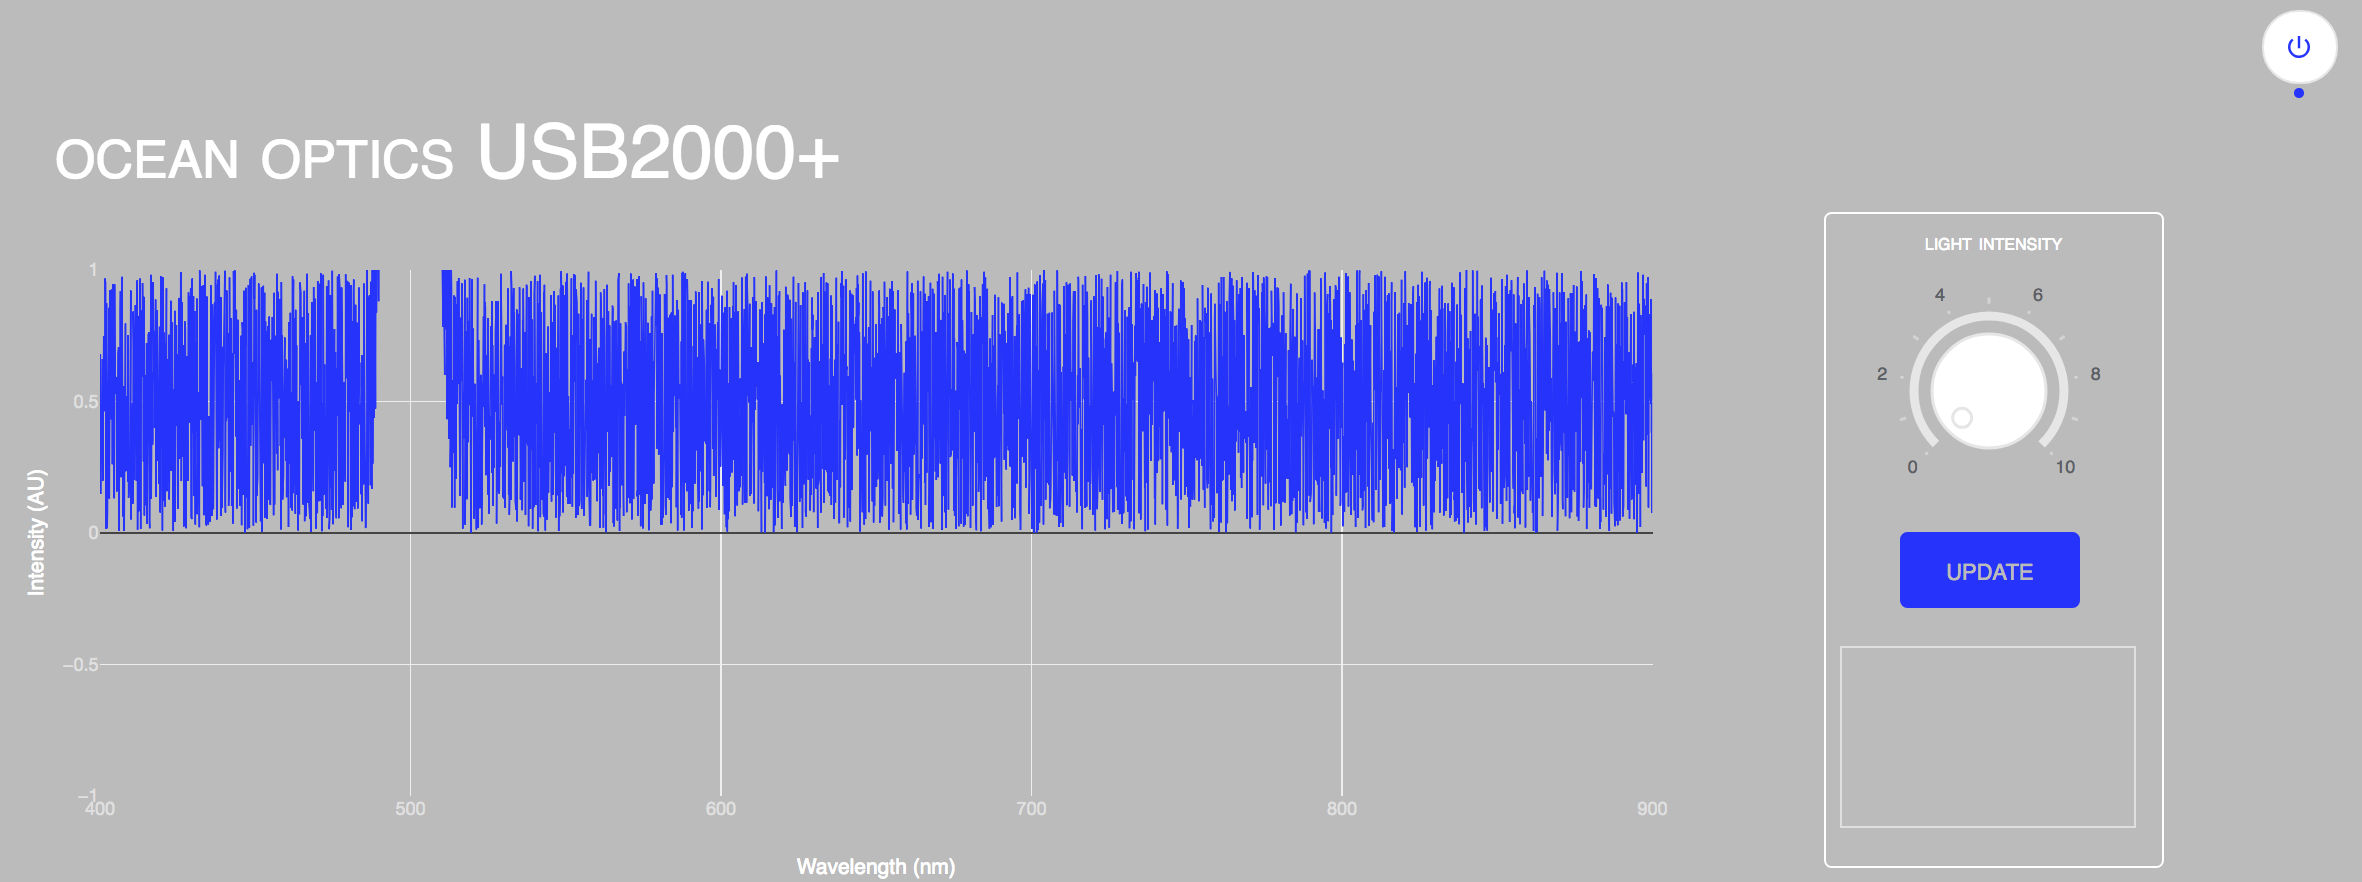 OCEAN OPTICS USB2000+
LIGHT INTENSITY
4 6
2 8
0 10
UPDATE
1
0.5
0
−0.5
−1
Intensity (AU)
400 500 600 700 800 900
Wavelength (nm)